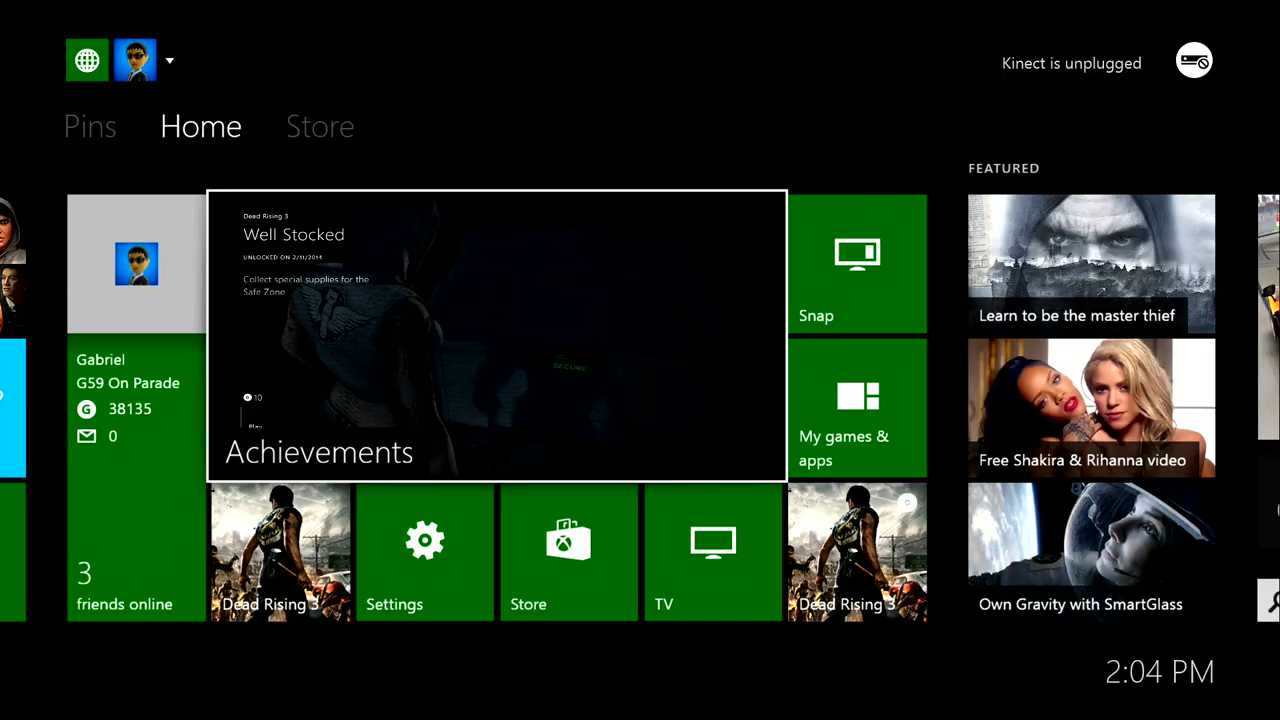 Kinect is unplugged
Pins
Home
Store
FEATURED
Dead Rising 3
Well Stocked
UNLOCKED ON 2/11/2014
Collect special supplies for the
Safe Zone
SECURE
G 10
Play
Achievements
Snap
My games &
apps
Gabriel
G59 On Parade
G 38135
0
3
friends online
Dead Rising 3
Settings
Store
TV
Dead Rising 3
Learn to be the master thief
Free Shakira & Rihanna video
Own Gravity with SmartGlass
2:04 PM